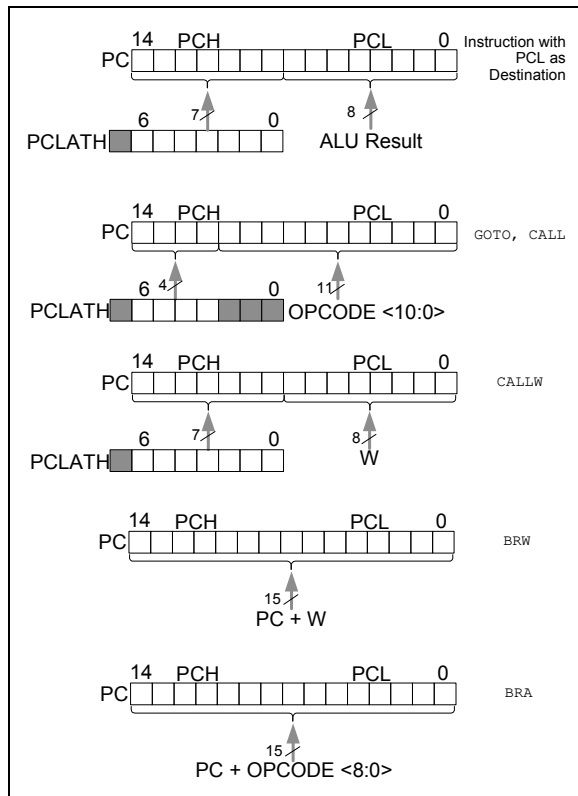 14 PCH PCL 0
PC
Instruction with
PCL as
Destination
7 8
6 0
PCLATH
ALU Result
14 PCH PCL 0
PC
GOTO, CALL
4 11
6 0
PCLATH
OPCODE <10:0>
14 PCH PCL 0
PC
CALLW
7 8
6 0
W
PCLATH
14 PCH PCL 0
PC
BRW
15
PC + W
14 PCH PCL 0
PC
BRA
15
PC + OPCODE <8:0>